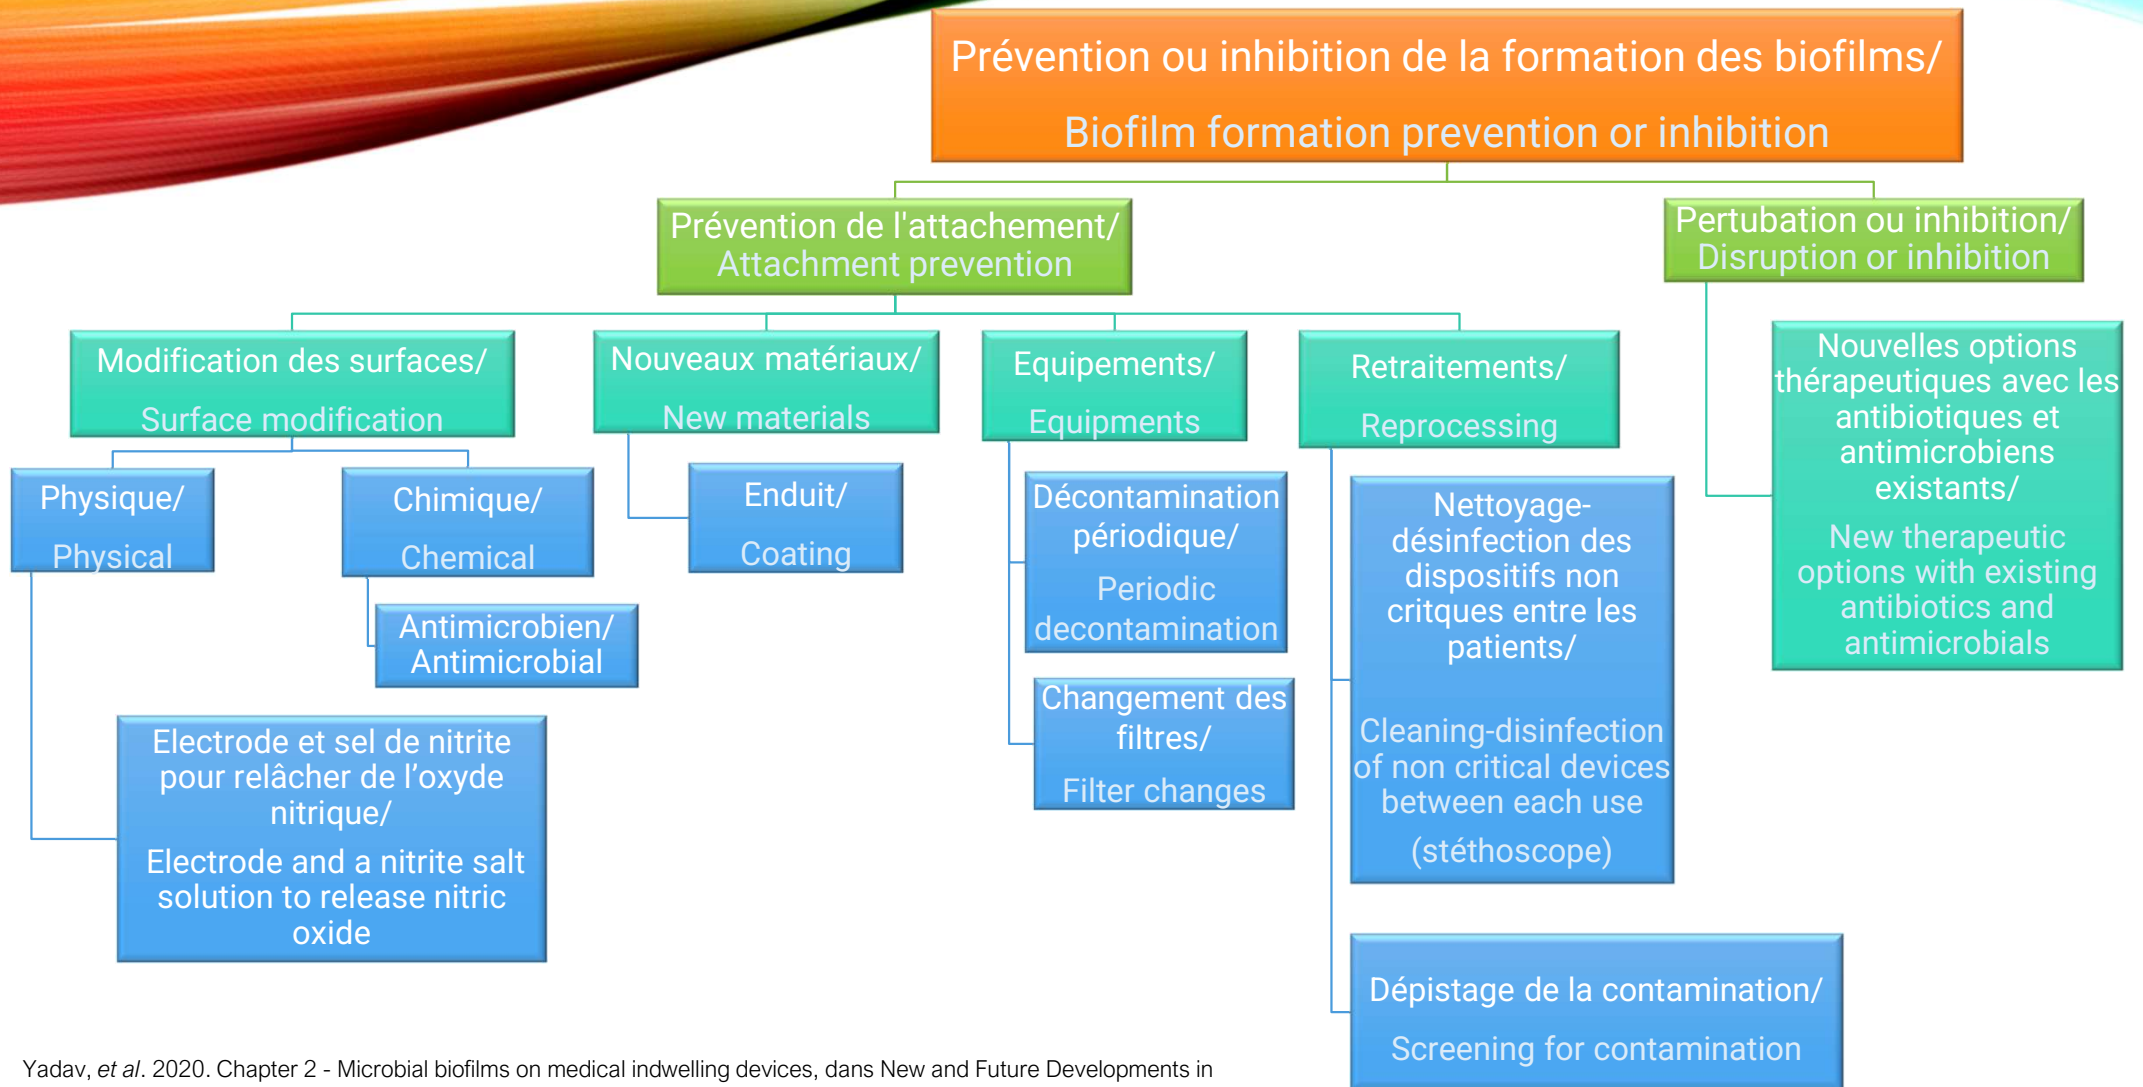 Prévention ou inhibition de la formation des biofilms/
Biofilm formation prevention or inhibition
Prévention de l'attachement/
Attachment prevention
Pertubation ou inhibition/
Disruption or inhibition
Modification des surfaces/
Surface modification
Nouveaux matériaux/
New materials
Equipements/
Equipments
Retraitements/
Reprocessing
Nouvelles options
thérapeutiques avec les
antibiotiques et
antimicrobiens
existants/
New therapeutic
options with existing
antibiotics and
antimicrobials
Physique/
Physical
Chimique/
Chemical
Enduit/
Coating
Décontamination
périodique/
Periodic
decontamination
Nettoyage-
désinfection des
dispositifs non
critques entre les
patients/
Cleaning-disinfection
of non critical devices
between each use
(stéthoscope)
Antimicrobien/
Antimicrobial
Changement des
filtres/
Filter changes
Electrode et sel de nitrite
pour relâcher de l’oxyde
nitrique/
Electrode and a nitrite salt
solution to release nitric
oxide
Dépistage de la contamination/
Screening for contamination
Yadav, et al. 2020. Chapter 2 - Microbial biofilms on medical indwelling devices, dans New and Future Developments in